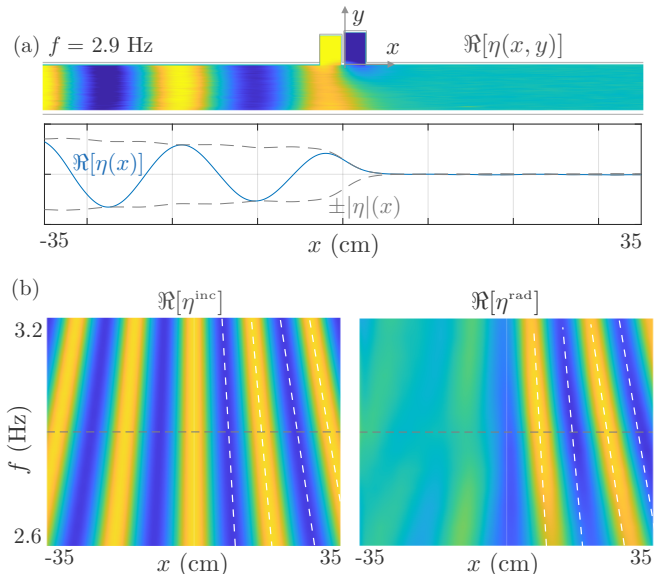 (a) f = 2.9 Hz
y
x
ℜ[η(x, y)]
ℜ[η(x)]
±|η|(x)
-35
x (cm)
35
(b)
ℜ[η^inc]
ℜ[η^rad]
3.2
f (Hz)
2.6
-35
x (cm)
35
-35
x (cm)
35